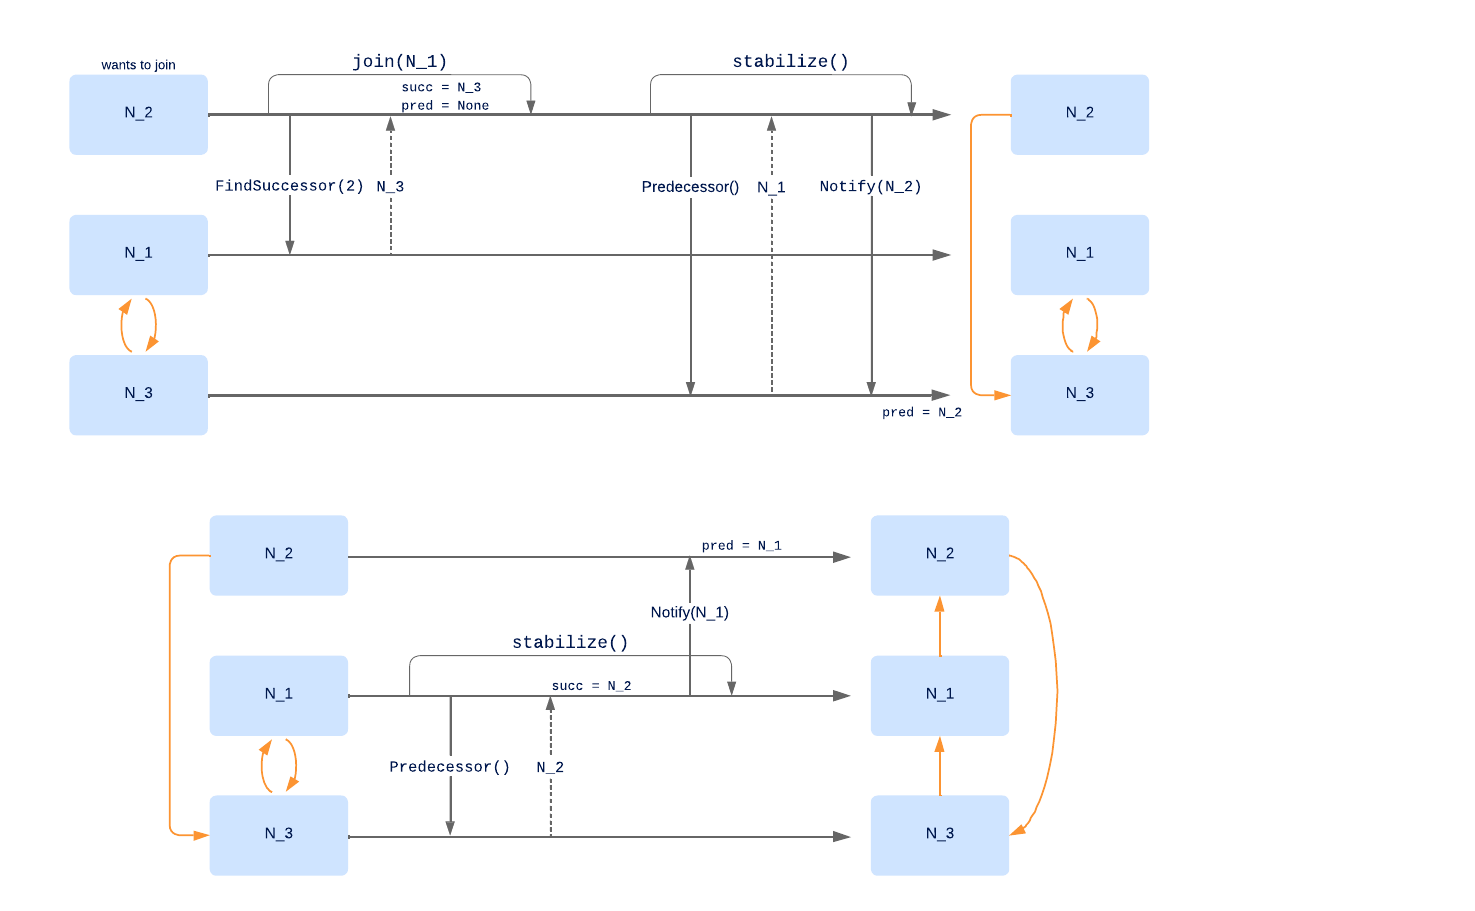 wants to join
join(N_1)
stabilize()
succ = N_3
pred = None
N_2
N_2
FindSuccessor(2)
N_3
Predecessor()
N_1
Notify(N_2)
N_1
N_1
N_3
N_3
pred = N_2
N_2
pred = N_1
N_2
Notify(N_1)
stabilize()
succ = N_2
N_1
N_1
Predecessor()
N_2
N_3
N_3